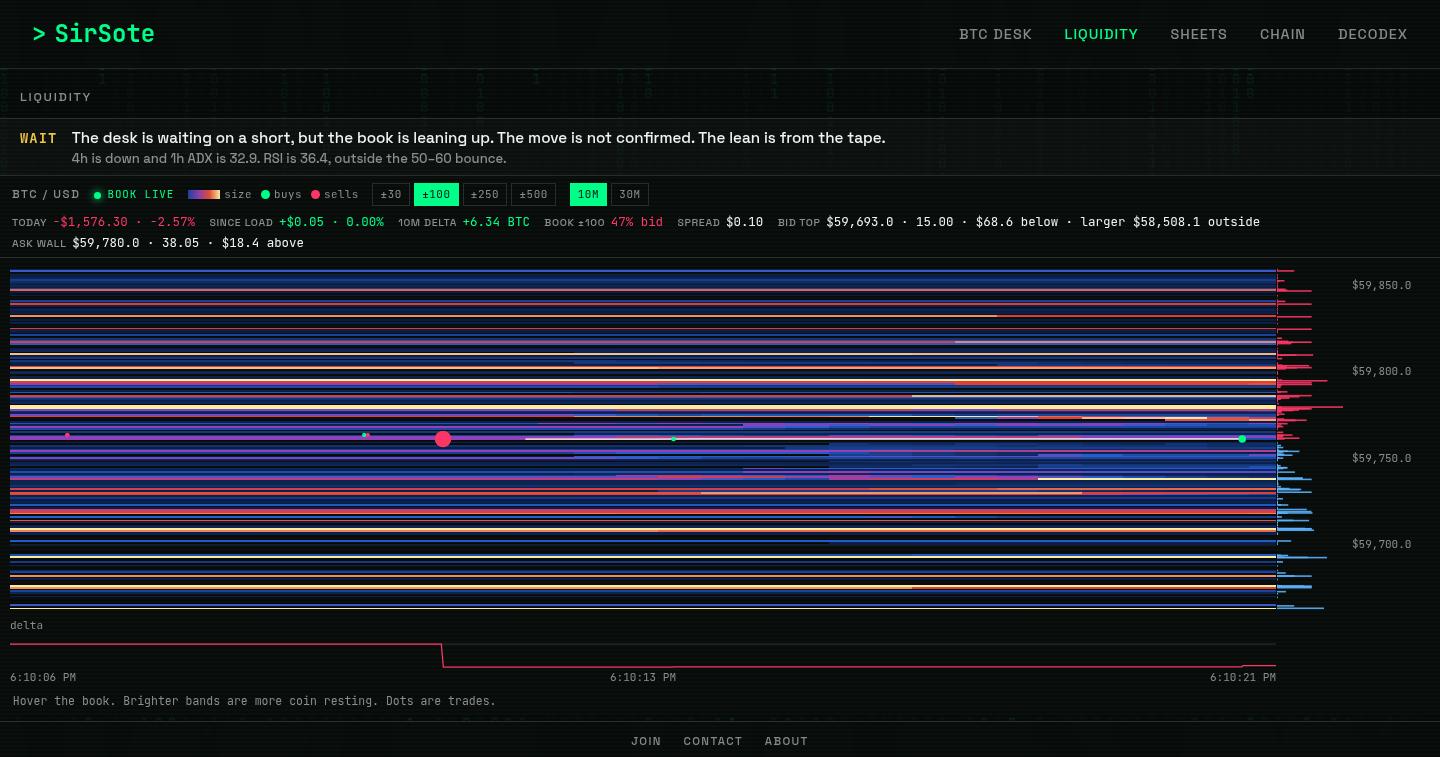 > SirSote
BTC DESK LIQUIDITY SHEETS CHAIN DECODEX
LIQUIDITY
WAIT The desk is waiting on a short, but the book is leaning up. The move is not confirmed. The lean is from the tape.
4h is down and 1h ADX is 32.9. RSI is 36.4, outside the 50–60 bounce.
BTC / USD BOOK LIVE size buys sells ±30 ±100 ±250 ±500 10M 30M
TODAY -$1,576.30 · -2.57% SINCE LOAD +$0.05 · 0.00% 10M DELTA +6.34 BTC BOOK ±100 47% bid SPREAD $0.10 BID TOP $59,693.0 · 15.00 · $68.6 below · larger $58,508.1 outside
ASK WALL $59,780.0 · 38.05 · $18.4 above
$59,850.0
$59,800.0
$59,750.0
$59,700.0
delta
6:10:06 PM 6:10:13 PM 6:10:21 PM
Hover the book. Brighter bands are more coin resting. Dots are trades.
JOIN CONTACT ABOUT